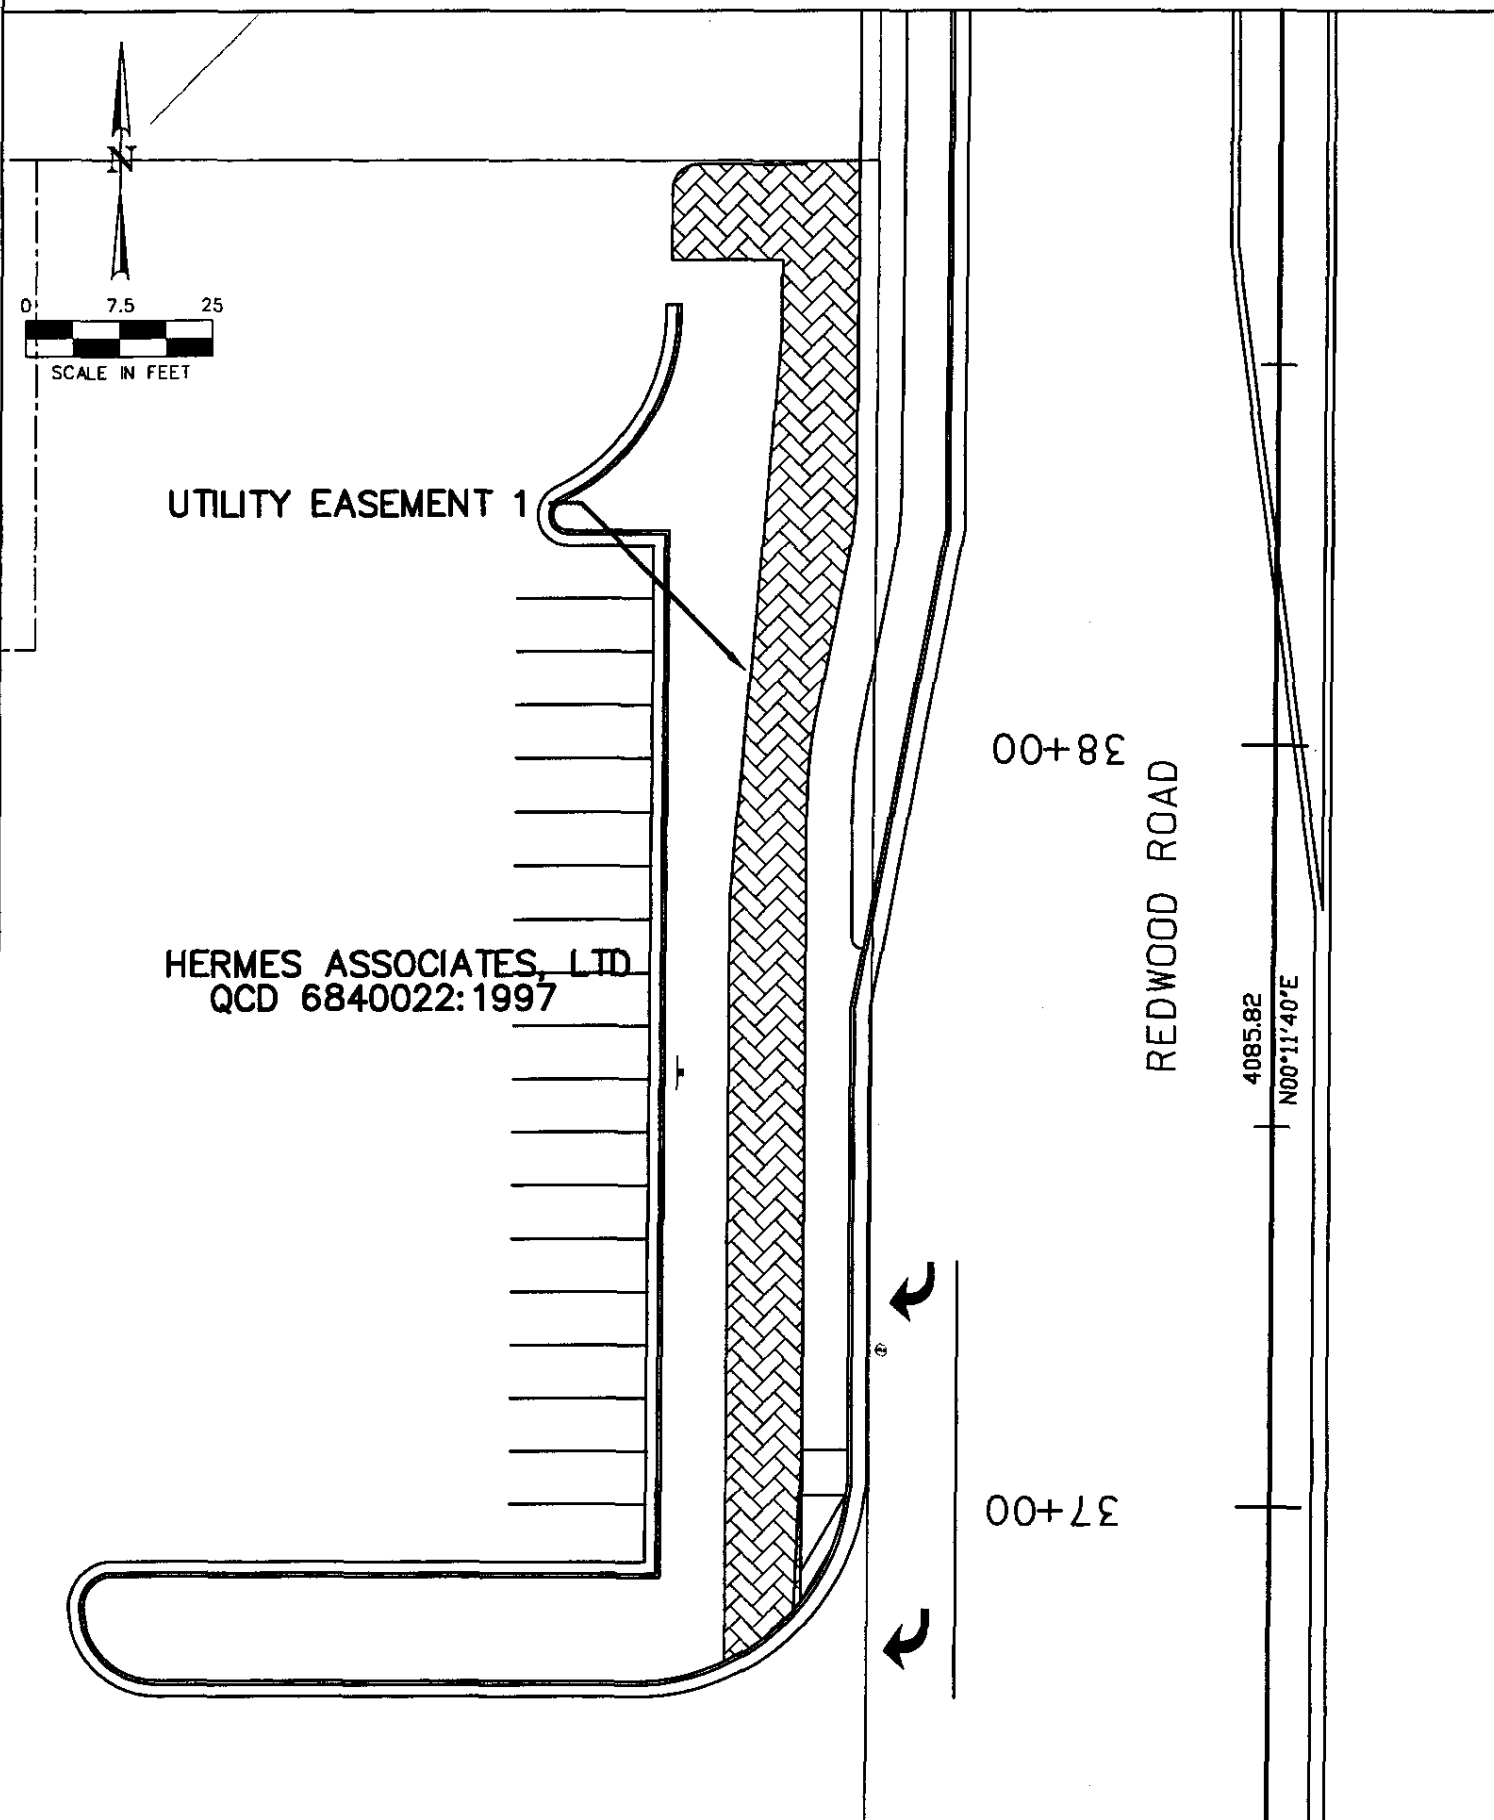 N
0 7.5 25
SCALE IN FEET
UTILITY EASEMENT 1
38+00
REDWOOD ROAD
HERMES ASSOCIATES, LTD
QCD 6840022:1997
4085.82
N00°11'40"E
37+00